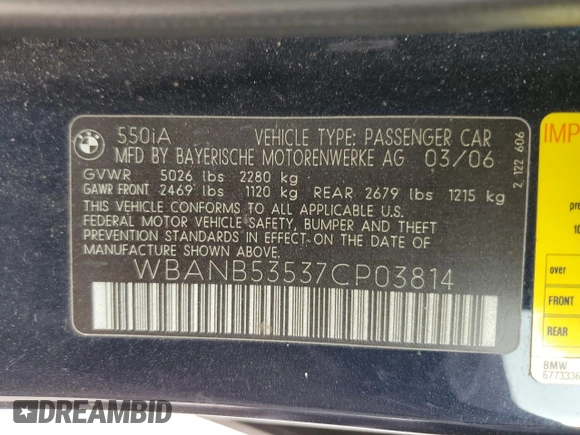 550iA VEHICLE TYPE: PASSENGER CAR
MFD BY BAYERISCHE MOTORENWERKE AG 03/06
GVWR 5026 lbs 2280 kg
GAWR FRONT 2469 lbs 1120 kg REAR 2679 lbs 1215 kg
THIS VEHICLE CONFORMS TO ALL APPLICABLE U.S.
FEDERAL MOTOR VEHICLE SAFETY, BUMPER AND THEFT
PREVENTION STANDARDS IN EFFECT ON THE DATE OF
MANUFACTURE SHOWN ABOVE.
WBANB53537CP03814
2 122 606
IMP
pre
10
over
FRONT
REAR
BMW
6773336
DREAMBID